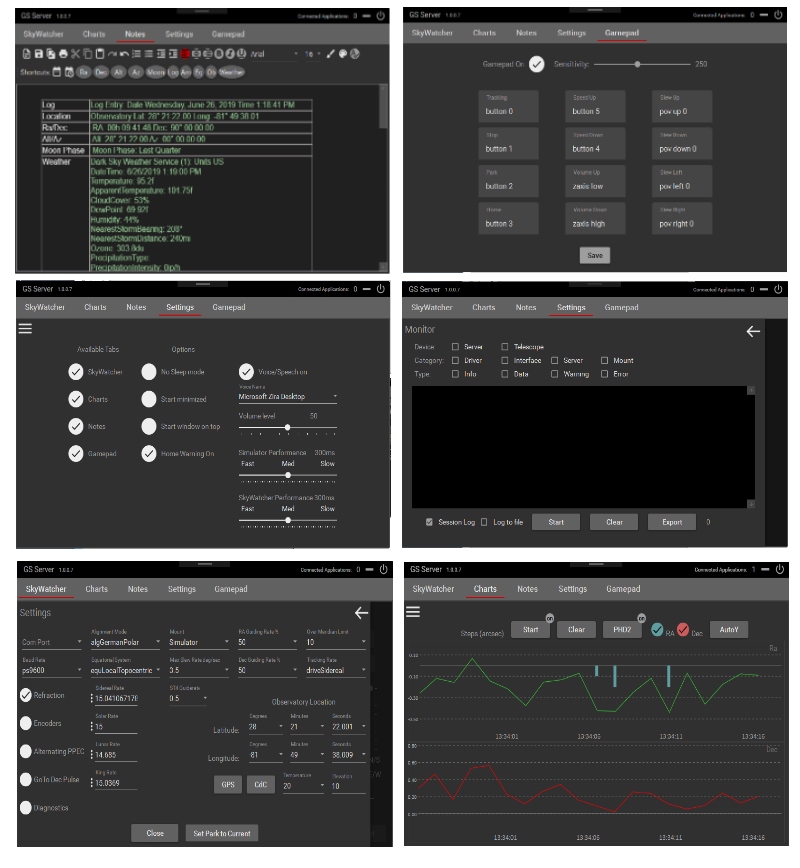 GS Server 1.0.0.7 Connected Applications: 0
SkyWatcher Charts Notes Settings Gamepad
Arial 16
Shortcuts: Ra Dec Alt Az Moon Log Weather
Log Log Entry: Date Wednesday, June 26, 2019 Time 1:18:41 PM
Location Observatory Lat: 28° 21 22.00 Long: -81° 49 38.01
Ra/Dec RA: 00h 09 41.48 Dec: 90° 00 00.00
Alt/Az Alt: 28° 21 22.00 Az: 00° 00 00.00
Moon Phase Moon Phase: Last Quarter
Weather Dark Sky Weather Service (1): Units US
DateTime: 6/26/2019 1:19:00 PM
Temperature: 95.2f
ApparentTemperature: 101.75f
CloudCover: 53%
DewPoint: 69.92f
Humidity: 44%
NearestStormBearing: 208°
NearestStormDistance: 240mi
Ozone: 303.8du
PrecipitationType:
PrecipitationIntensity: 0ip/h
GS Server 1.0.0.7 Connected Applications: 0
SkyWatcher Charts Notes Settings Gamepad
Gamepad On Sensitivity: 250
Tracking Speed Up Slew Up
button 0 button 5 pov up 0
Stop Speed Down Slew Down
button 1 button 4 pov down 0
Park Volume Up Slew Left
button 2 zaxis low pov left 0
Home Volume Down Slew Right
button 3 zaxis high pov right 0
Save
GS Server 1.0.0.7 Connected Applications: 0
SkyWatcher Charts Notes Settings Gamepad
Available Tabs Options
SkyWatcher No Sleep mode Voice/Speech on
Voice Name
Charts Start minimized Microsoft Zira Desktop
Volume level 50
Notes Start window on top
Gamepad Home Warning On
Simulator Performance 300ms
Fast Med Slow
SkyWatcher Performance 300ms
Fast Med Slow
GS Server 1.0.0.7 Connected Applications: 0
SkyWatcher Charts Notes Settings Gamepad
Monitor
Device: Server Telescope
Category: Driver Interface Server Mount
Type: Info Data Warning Error
Session Log Log to file Start Clear Export 0
GS Server 1.0.0.7 Connected Applications: 0
SkyWatcher Charts Notes Settings Gamepad
Settings
Alignment Mode Mount RA Guiding Rate % Over Meridian Limit
Com Port algGermanPolar Simulator 50 10
Baud Rate Equatorial System Max Slew Rate degrees Dec Guiding Rate % Tracking Rate
ps9600 equLocalTopocentric 3.5 50 driveSidereal
Refraction
Sidereal Rate
15.041067170
0.5
Observatory Location
Encoders
Solar Rate
15
Degrees Minutes Seconds
Latitude: 28 21 22.001
Alternating PPEC
Lunar Rate
14.685
Degrees Minutes Seconds
Longitude: -81 49 38.009
GoTo Dec Pulse
King Rate
15.0369
GPS CdC
Temperature Elevation
20 10
Diagnostics
Close Set Park to Current
GS Server 1.0.0.7 Connected Applications: 1
SkyWatcher Charts Notes Settings Gamepad
Steps (arcsec) Start Clear PHD2 RA Dec AutoY
Ra
13:34:01 13:34:06 13:34:11 13:34:16
Dec
0.80
0.60
0.40
0.20
13:34:01 13:34:06 13:34:11 13:34:16